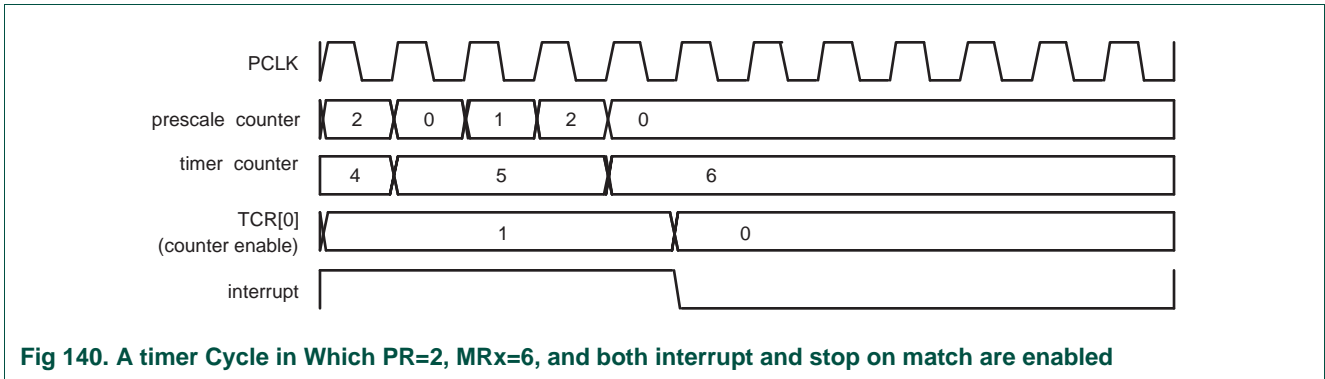 PCLK
prescale counter 2 0 1 2 0
timer counter 4 5 6
TCR[0]
(counter enable) 1 0
interrupt
Fig 140. A timer Cycle in Which PR=2, MRx=6, and both interrupt and stop on match are enabled